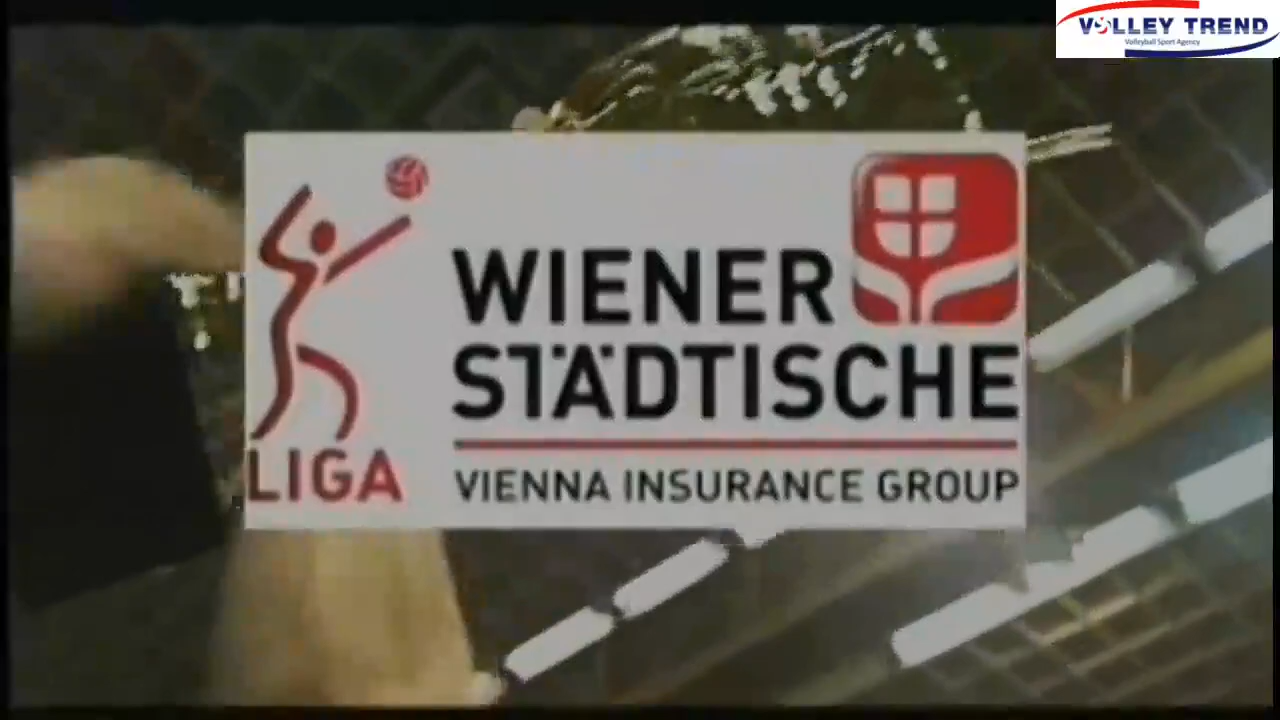 VOLLEY TREND
Volleyball Sport Agency
WIENER
STÄDTISCHE
LIGA
VIENNA INSURANCE GROUP